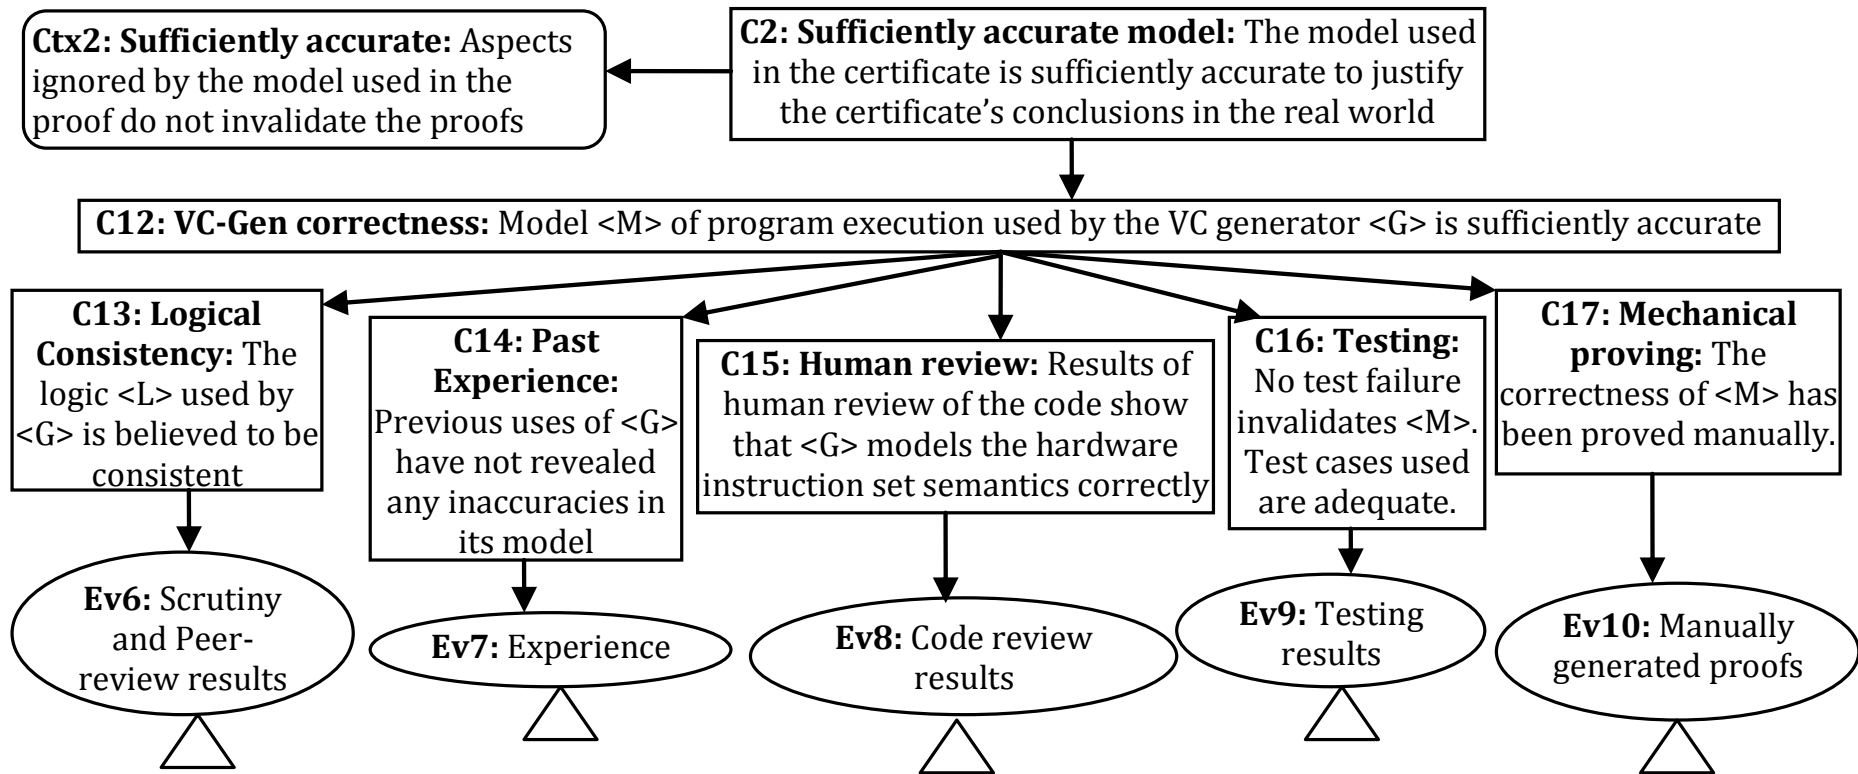 Ctx2: Sufficiently accurate: Aspects
ignored by the model used in the
proof do not invalidate the proofs
C2: Sufficiently accurate model: The model used
in the certificate is sufficiently accurate to justify
the certificate’s conclusions in the real world
C12: VC-Gen correctness: Model <M> of program execution used by the VC generator <G> is sufficiently accurate
C13: Logical
Consistency: The
logic <L> used by
<G> is believed to be
consistent
C14: Past
Experience:
Previous uses of <G>
have not revealed
any inaccuracies in
its model
C15: Human review: Results of
human review of the code show
that <G> models the hardware
instruction set semantics correctly
C16: Testing:
No test failure
invalidates <M>.
Test cases used
are adequate.
C17: Mechanical
proving: The
correctness of <M> has
been proved manually.
Ev6: Scrutiny
and Peer-
review results
Ev7: Experience
Ev8: Code review
results
Ev9: Testing
results
Ev10: Manually
generated proofs